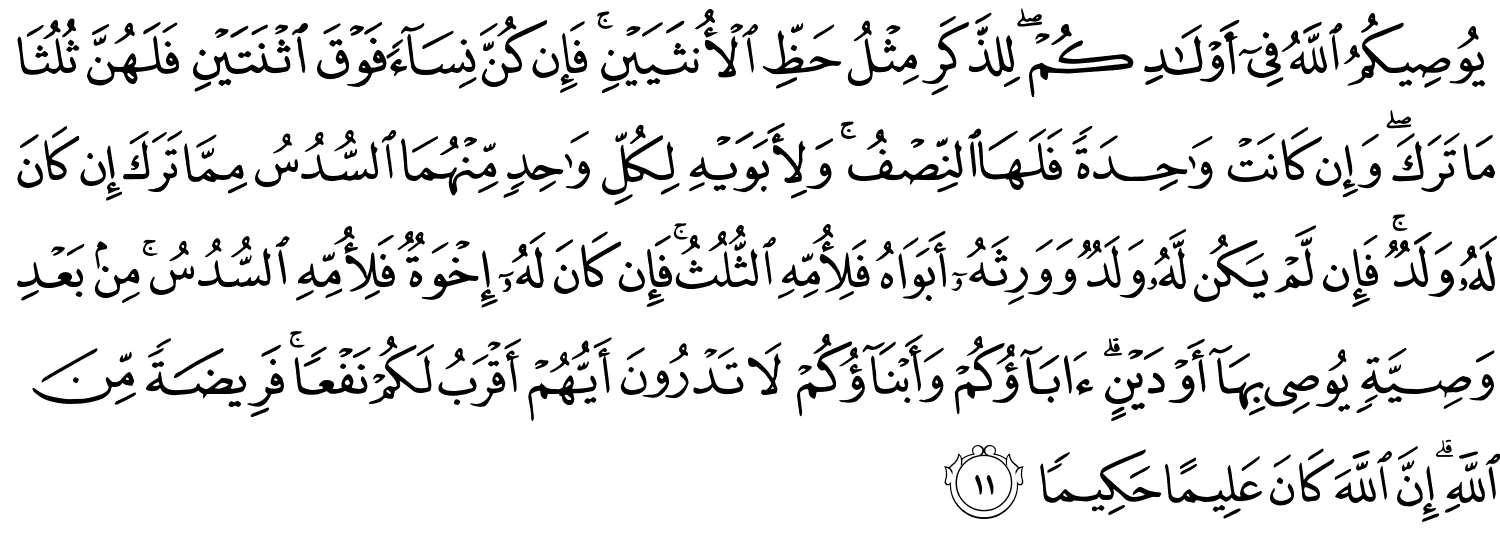 يُوصِيكُمُ ٱللَّهُ فِىٓ أَوْلَـٰدِكُمْ ۖ لِلذَّكَرِ مِثْلُ حَظِّ ٱلْأُنثَيَيْنِ ۚ فَإِن كُنَّ نِسَآءً فَوْقَ ٱثْنَتَيْنِ فَلَهُنَّ ثُلُثَا
مَا تَرَكَ ۖ وَإِن كَانَتْ وَٰحِدَةً فَلَهَا ٱلنِّصْفُ ۚ وَلِأَبَوَيْهِ لِكُلِّ وَٰحِدٍ مِّنْهُمَا ٱلسُّدُسُ مِمَّا تَرَكَ إِن كَانَ
لَهُۥ وَلَدٌ ۚ فَإِن لَّمْ يَكُن لَّهُۥ وَلَدٌ وَوَرِثَهُۥٓ أَبَوَاهُ فَلِأُمِّهِ ٱلثُّلُثُ ۚ فَإِن كَانَ لَهُۥٓ إِخْوَةٌ فَلِأُمِّهِ ٱلسُّدُسُ ۚ مِنۢ بَعْدِ
وَصِيَّةٍ يُوصِى بِهَآ أَوْ دَيْنٍ ۗ ءَابَآؤُكُمْ وَأَبْنَآؤُكُمْ لَا تَدْرُونَ أَيُّهُمْ أَقْرَبُ لَكُمْ نَفْعًا ۚ فَرِيضَةً مِّنَ
ٱللَّهِ ۗ إِنَّ ٱللَّهَ كَانَ عَلِيمًا حَكِيمًا ١١